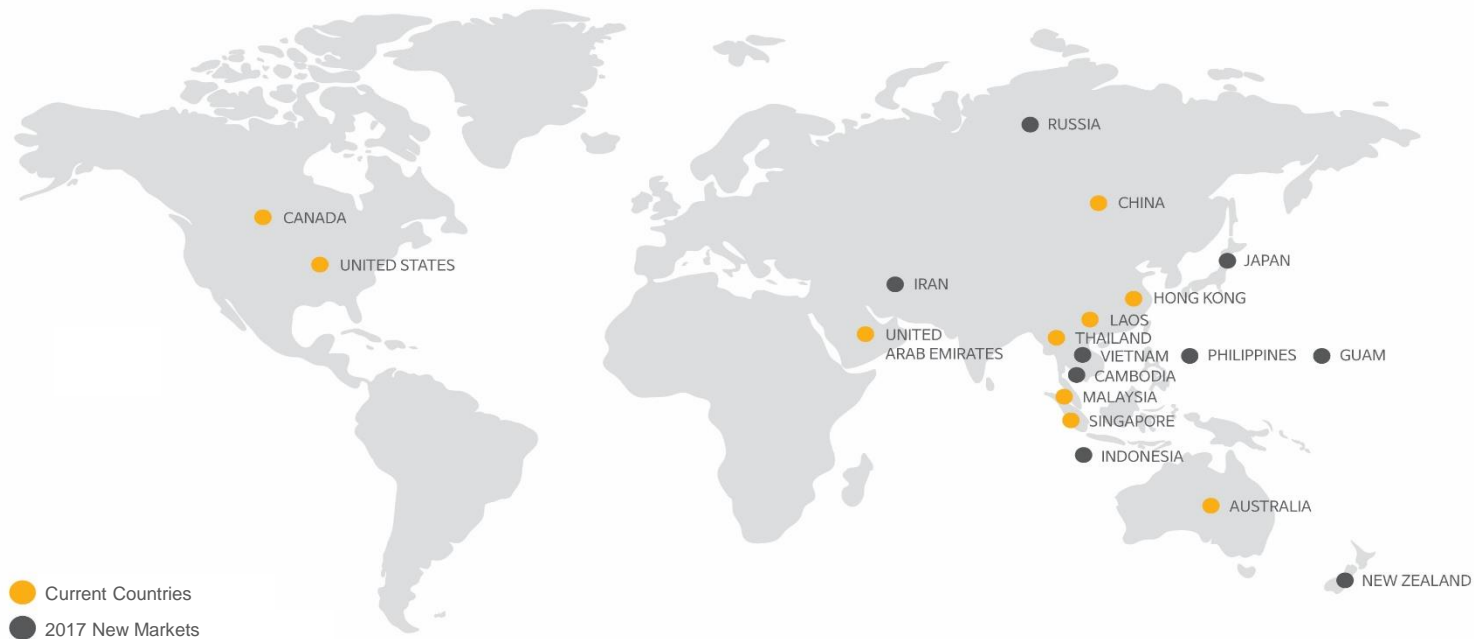 RUSSIA
CANADA
CHINA
UNITED STATES
JAPAN
IRAN
HONG KONG
LAOS
UNITED
ARAB EMIRATES
THAILAND
VIETNAM
PHILIPPINES
GUAM
CAMBODIA
MALAYSIA
SINGAPORE
INDONESIA
AUSTRALIA
NEW ZEALAND
Current Countries
2017 New Markets